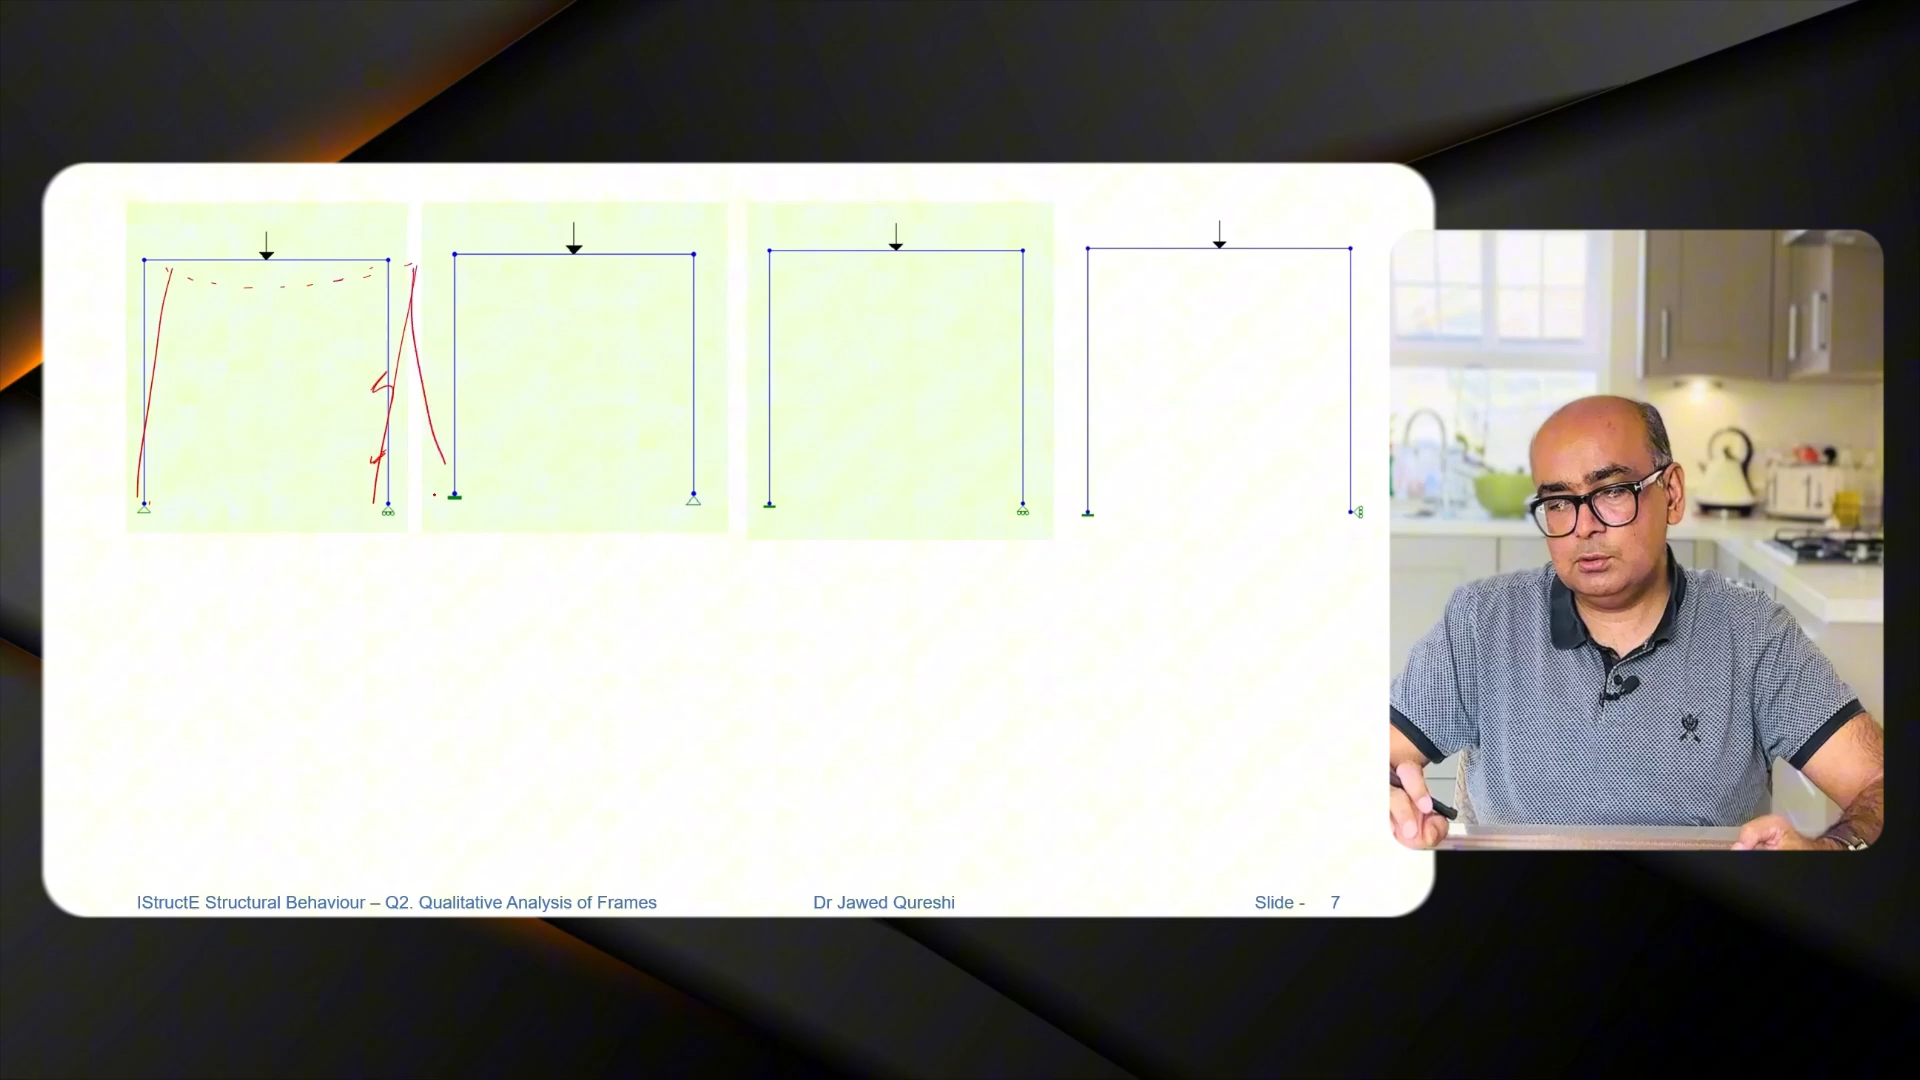 IStructE Structural Behaviour – Q2. Qualitative Analysis of Frames Dr Jawed Qureshi Slide - 7